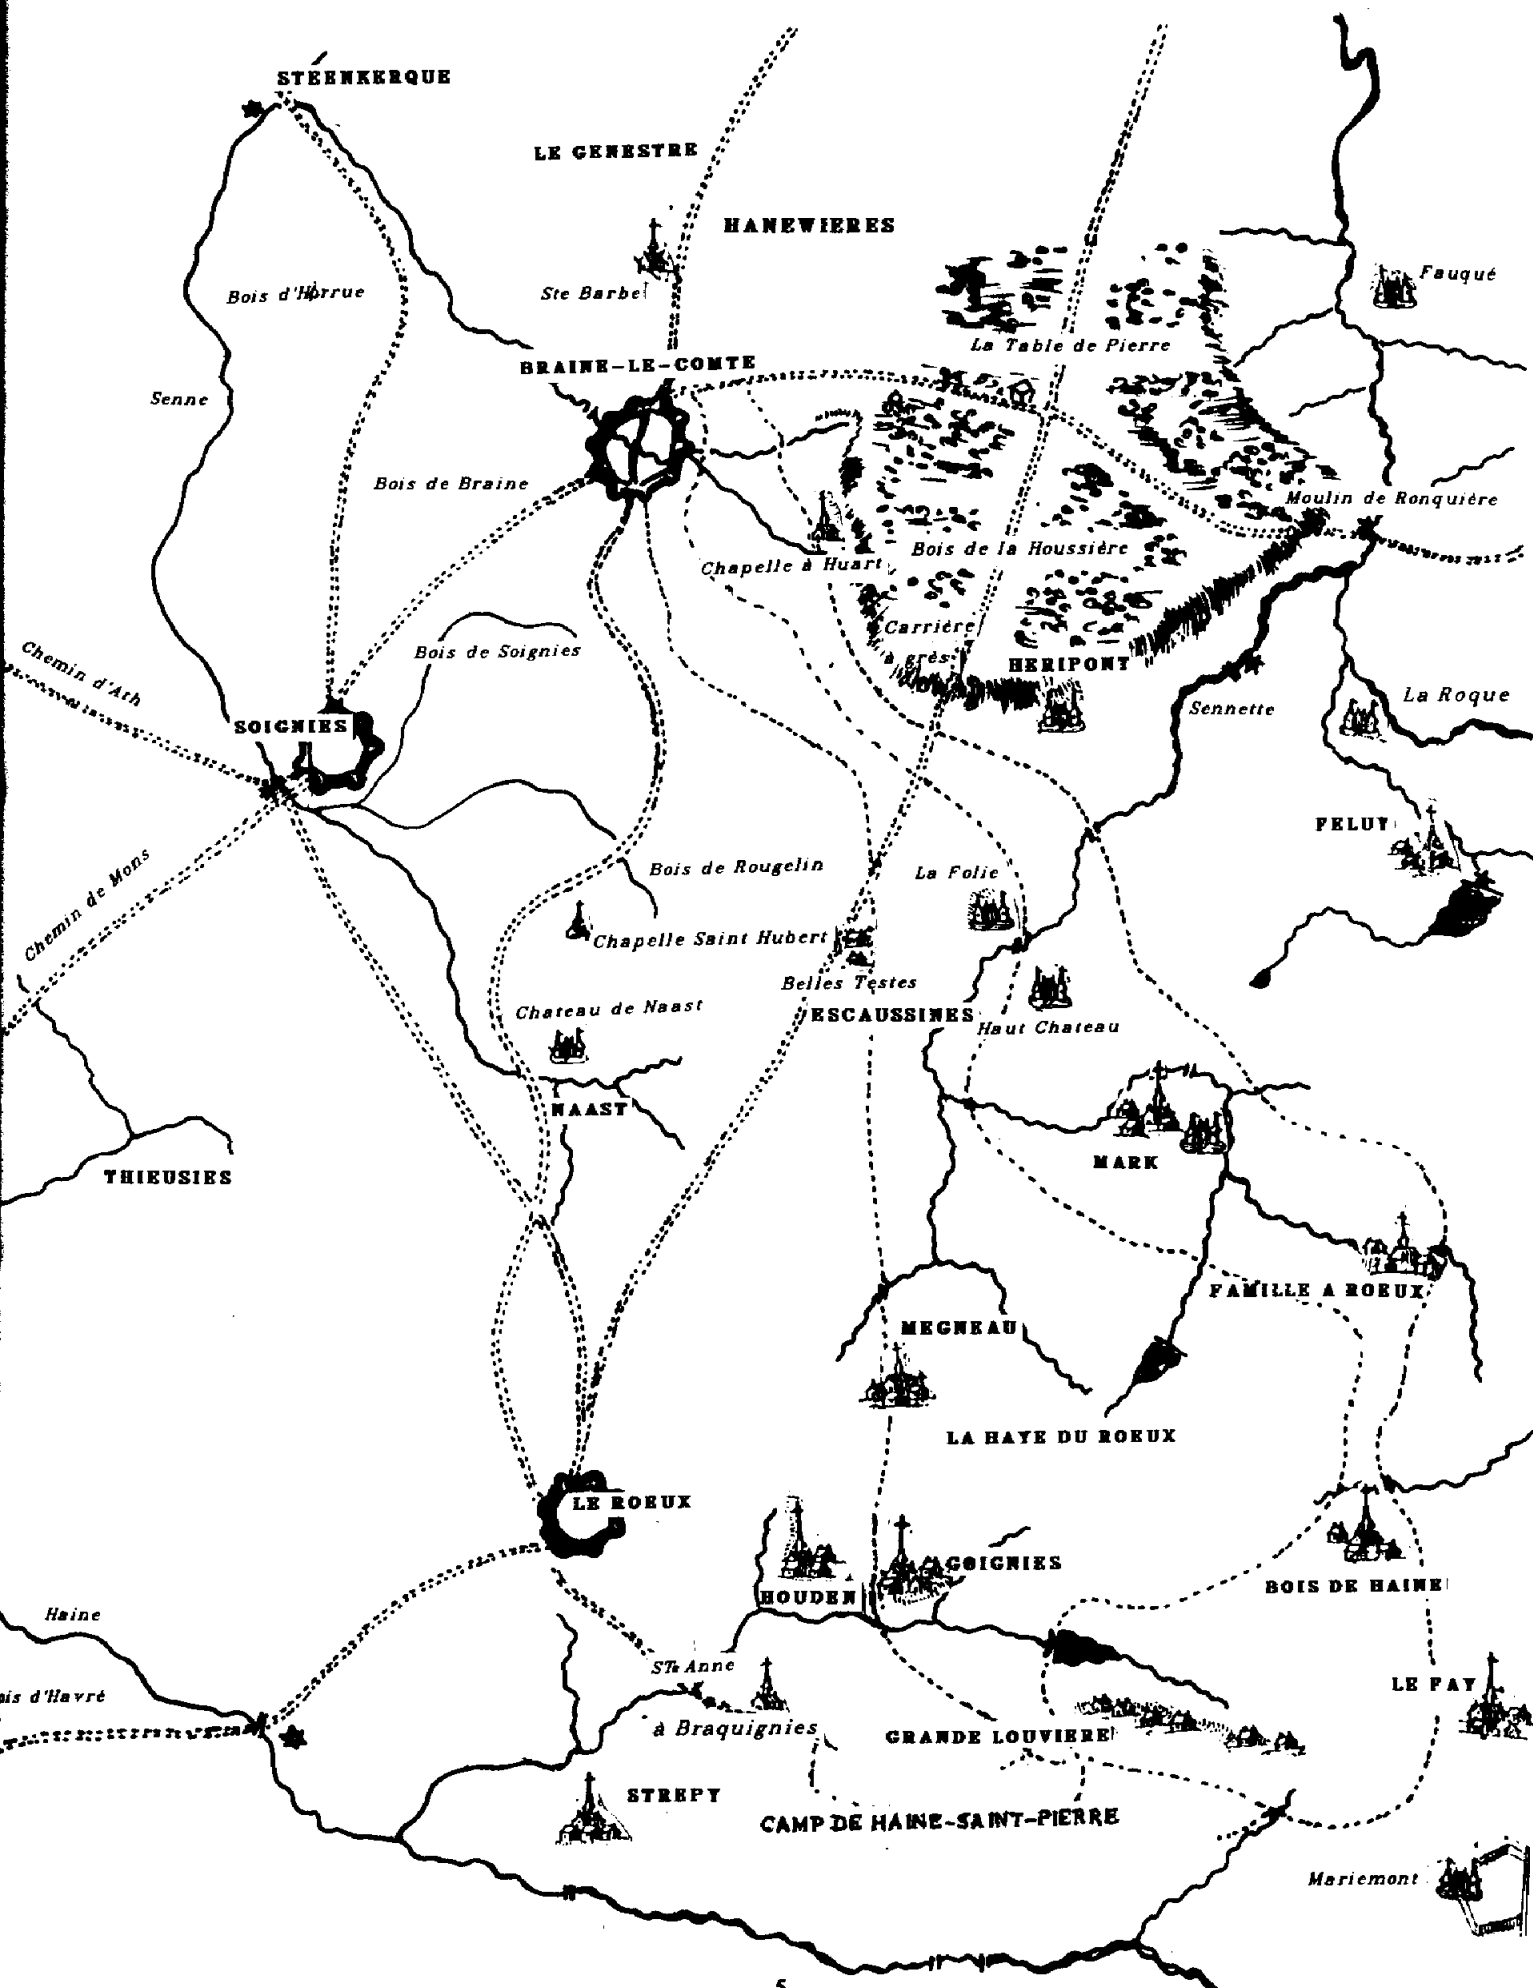 STEENKERQUE
LE GENESTRE
HANEWIERES
Fauqué
Bois d'Horrue
Ste Barbe
La Table de Pierre
BRAINE-LE-COMTE
Senne
Bois de Braine
Moulin de Ronquière
Bois de la Houssière
Chapelle à Huart
Carrière
à grès
Bois de Soignies
HERIPONT
Chemin d'Ath
La Roque
Sennette
SOIGNIES
FELUY
Bois de Rougelin
La Folie
Chemin de Mons
Chapelle Saint Hubert
Belles Testes
Chateau de Naast
ESCAUSSINES
Haut Chateau
NAAST
MARK
THIEUSIES
FAMILLE A ROEUX
MEGNEAU
LA HAYE DU ROEUX
LE ROEUX
GOIGNIES
BOIS DE HAINE
HOUDEN
Haine
STe Anne
LE FAY
ois d'Havré
à Braquignies
GRANDE LOUVIERE
STREPY
CAMP DE HAINE-SAINT-PIERRE
Mariemont
5